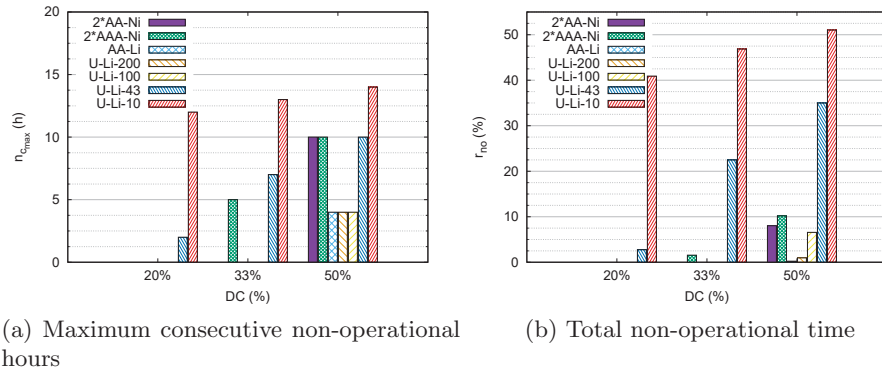 20
15
10
5
0
n_cmax (h)
2*AA-Ni
2*AAA-Ni
AA-Li
U-Li-200
U-Li-100
U-Li-43
U-Li-10
20% 33% 50%
DC (%)
(a) Maximum consecutive non-operational
hours
50
40
30
20
10
0
r_no (%)
2*AA-Ni
2*AAA-Ni
AA-Li
U-Li-200
U-Li-100
U-Li-43
U-Li-10
20% 33% 50%
DC (%)
(b) Total non-operational time